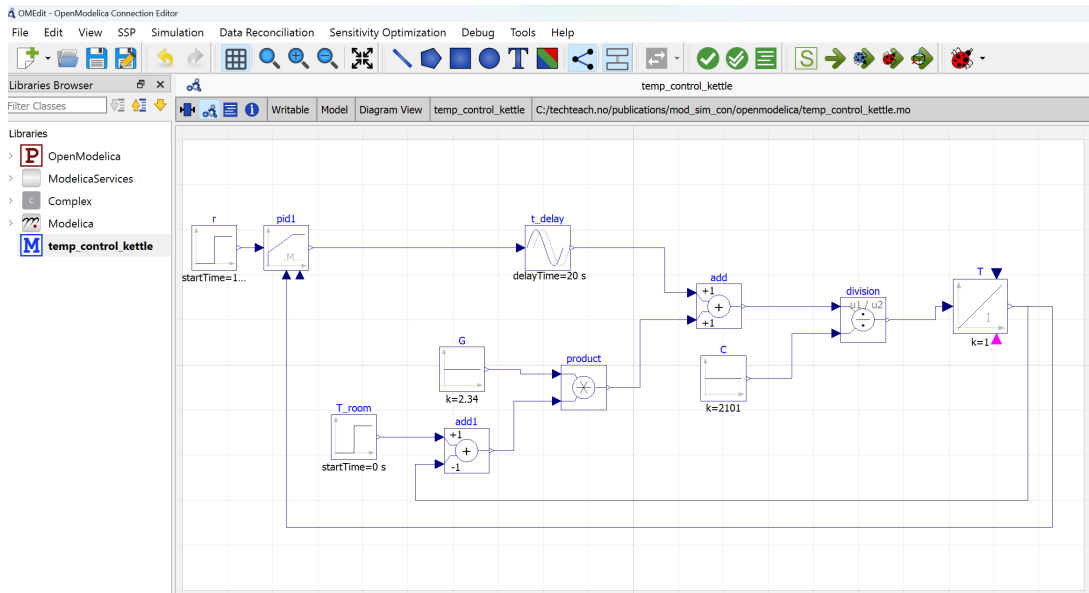 OMEdit - OpenModelica Connection Editor
File Edit View SSP Simulation Data Reconciliation Sensitivity Optimization Debug Tools Help
T S
Libraries Browser
temp_control_kettle
Filter Classes
Writable Model Diagram View temp_control_kettle C:/techteach.no/publications/mod_sim_con/openmodelica/temp_control_kettle.mo
Libraries
P OpenModelica
ModelicaServices
C Complex
m Modelica
M temp_control_kettle
r pid1 t_delay
.M...
startTime=1... delayTime=20 s
add T
+1
+1
division
u1 / u2
I
k=1
G
k=2.34
product
C
k=2101
T_room
startTime=0 s
add1
+1
+
-1